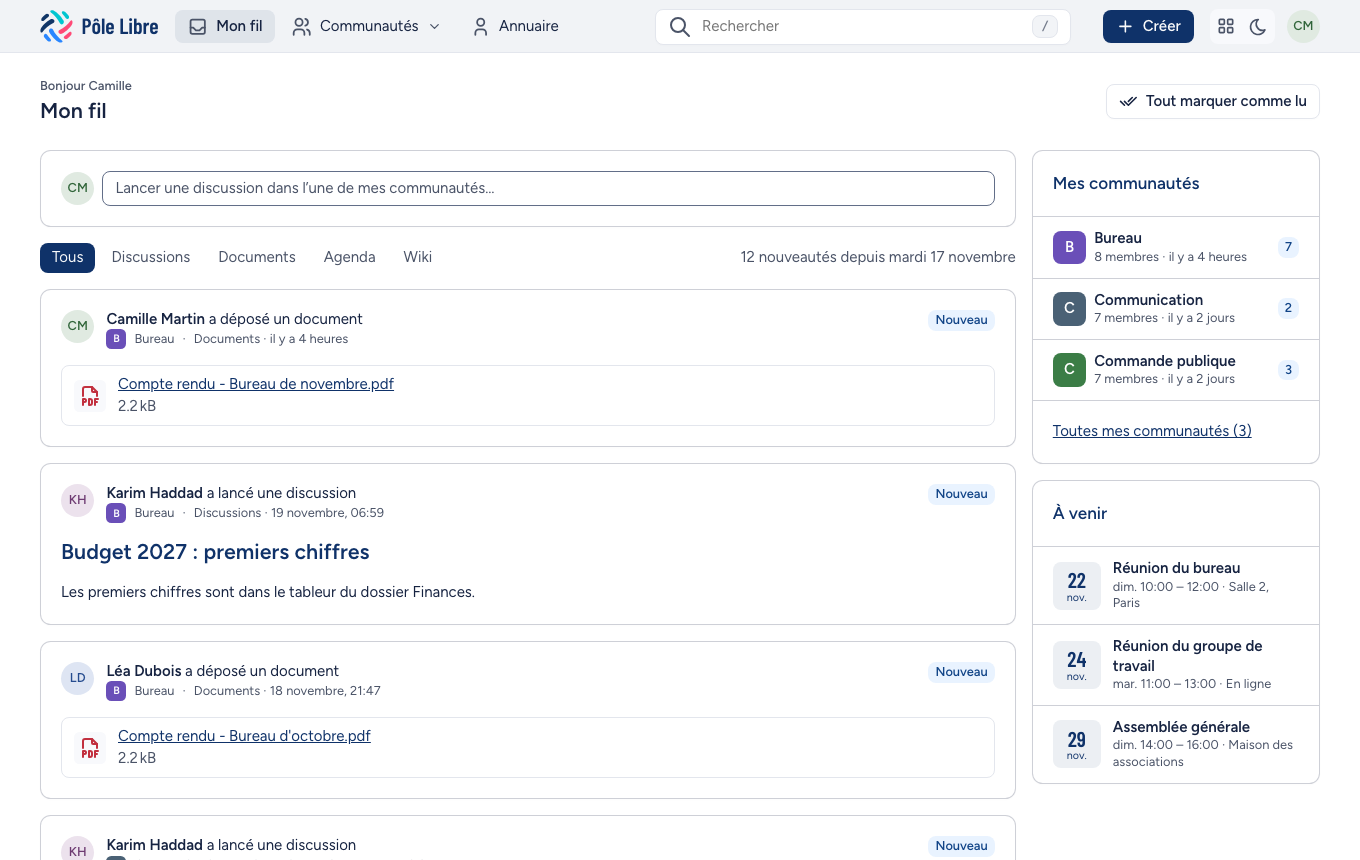 Pôle Libre
Mon fil
Communautés
Annuaire
Rechercher
/
Créer
CM
Bonjour Camille
Mon fil
Tout marquer comme lu
CM
Lancer une discussion dans l’une de mes communautés…
Tous
Discussions
Documents
Agenda
Wiki
12 nouveautés depuis mardi 17 novembre
CM
Camille Martin a déposé un document
Nouveau
B Bureau · Documents · il y a 4 heures
PDF
Compte rendu - Bureau de novembre.pdf
2.2 kB
KH
Karim Haddad a lancé une discussion
Nouveau
B Bureau · Discussions · 19 novembre, 06:59
Budget 2027 : premiers chiffres
Les premiers chiffres sont dans le tableur du dossier Finances.
LD
Léa Dubois a déposé un document
Nouveau
B Bureau · Documents · 18 novembre, 21:47
PDF
Compte rendu - Bureau d'octobre.pdf
2.2 kB
KH
Karim Haddad a lancé une discussion
Nouveau
Mes communautés
B
Bureau
8 membres · il y a 4 heures
7
C
Communication
7 membres · il y a 2 jours
2
C
Commande publique
7 membres · il y a 2 jours
3
Toutes mes communautés (3)
À venir
22
nov.
Réunion du bureau
dim. 10:00 – 12:00 · Salle 2,
Paris
24
nov.
Réunion du groupe de
travail
mar. 11:00 – 13:00 · En ligne
29
nov.
Assemblée générale
dim. 14:00 – 16:00 · Maison des
associations